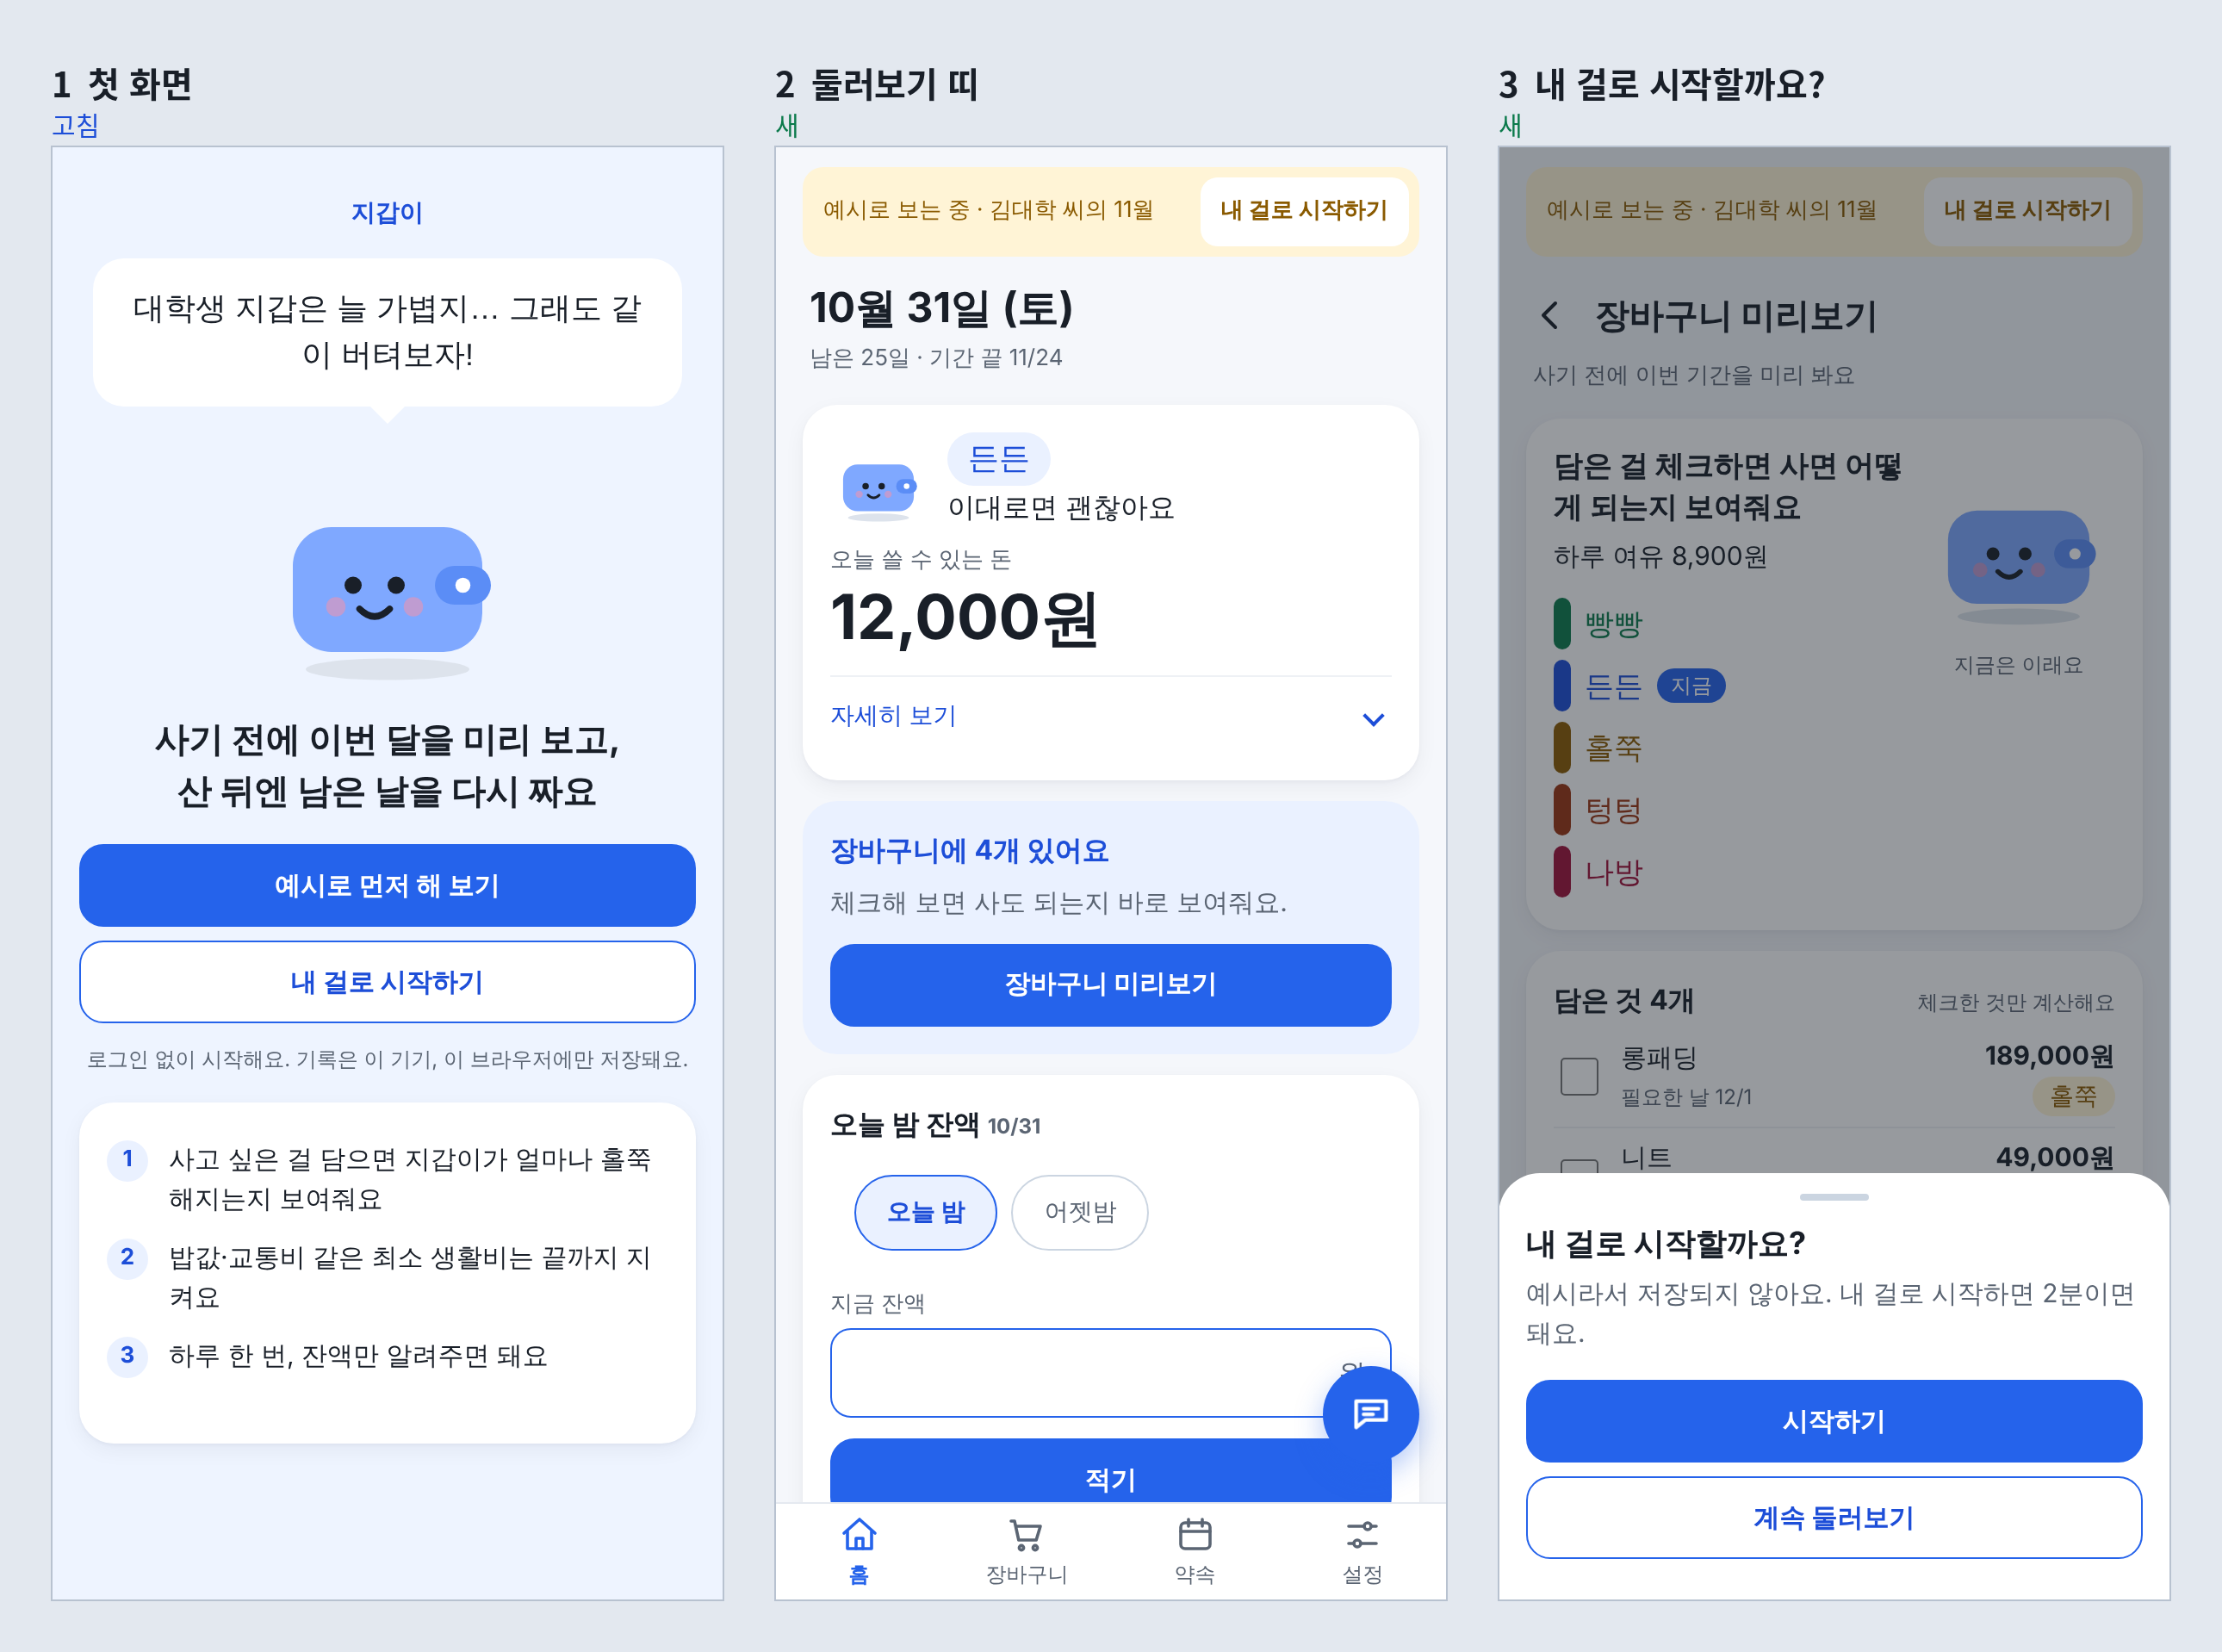 1 첫 화면
고침
지갑이
대학생 지갑은 늘 가볍지… 그래도 같
이 버텨보자!
사기 전에 이번 달을 미리 보고,
산 뒤엔 남은 날을 다시 짜요
예시로 먼저 해 보기
내 걸로 시작하기
로그인 없이 시작해요. 기록은 이 기기, 이 브라우저에만 저장돼요.
1 사고 싶은 걸 담으면 지갑이가 얼마나 홀쭉
해지는지 보여줘요
2 밥값·교통비 같은 최소 생활비는 끝까지 지
켜요
3 하루 한 번, 잔액만 알려주면 돼요
2 둘러보기 띠
새
예시로 보는 중 · 김대학 씨의 11월
내 걸로 시작하기
10월 31일 (토)
남은 25일 · 기간 끝 11/24
든든
이대로면 괜찮아요
오늘 쓸 수 있는 돈
12,000원
자세히 보기
장바구니에 4개 있어요
체크해 보면 사도 되는지 바로 보여줘요.
장바구니 미리보기
오늘 밤 잔액 10/31
오늘 밤
어젯밤
지금 잔액
적기
홈
장바구니
약속
설정
3 내 걸로 시작할까요?
새
예시로 보는 중 · 김대학 씨의 11월
내 걸로 시작하기
장바구니 미리보기
사기 전에 이번 기간을 미리 봐요
담은 걸 체크하면 사면 어떻
게 되는지 보여줘요
하루 여유 8,900원
빵빵
든든 지금
홀쭉
텅텅
나방
지금은 이래요
담은 것 4개
체크한 것만 계산해요
롱패딩
189,000원
필요한 날 12/1
홀쭉
니트
49,000원
내 걸로 시작할까요?
예시라서 저장되지 않아요. 내 걸로 시작하면 2분이면
돼요.
시작하기
계속 둘러보기